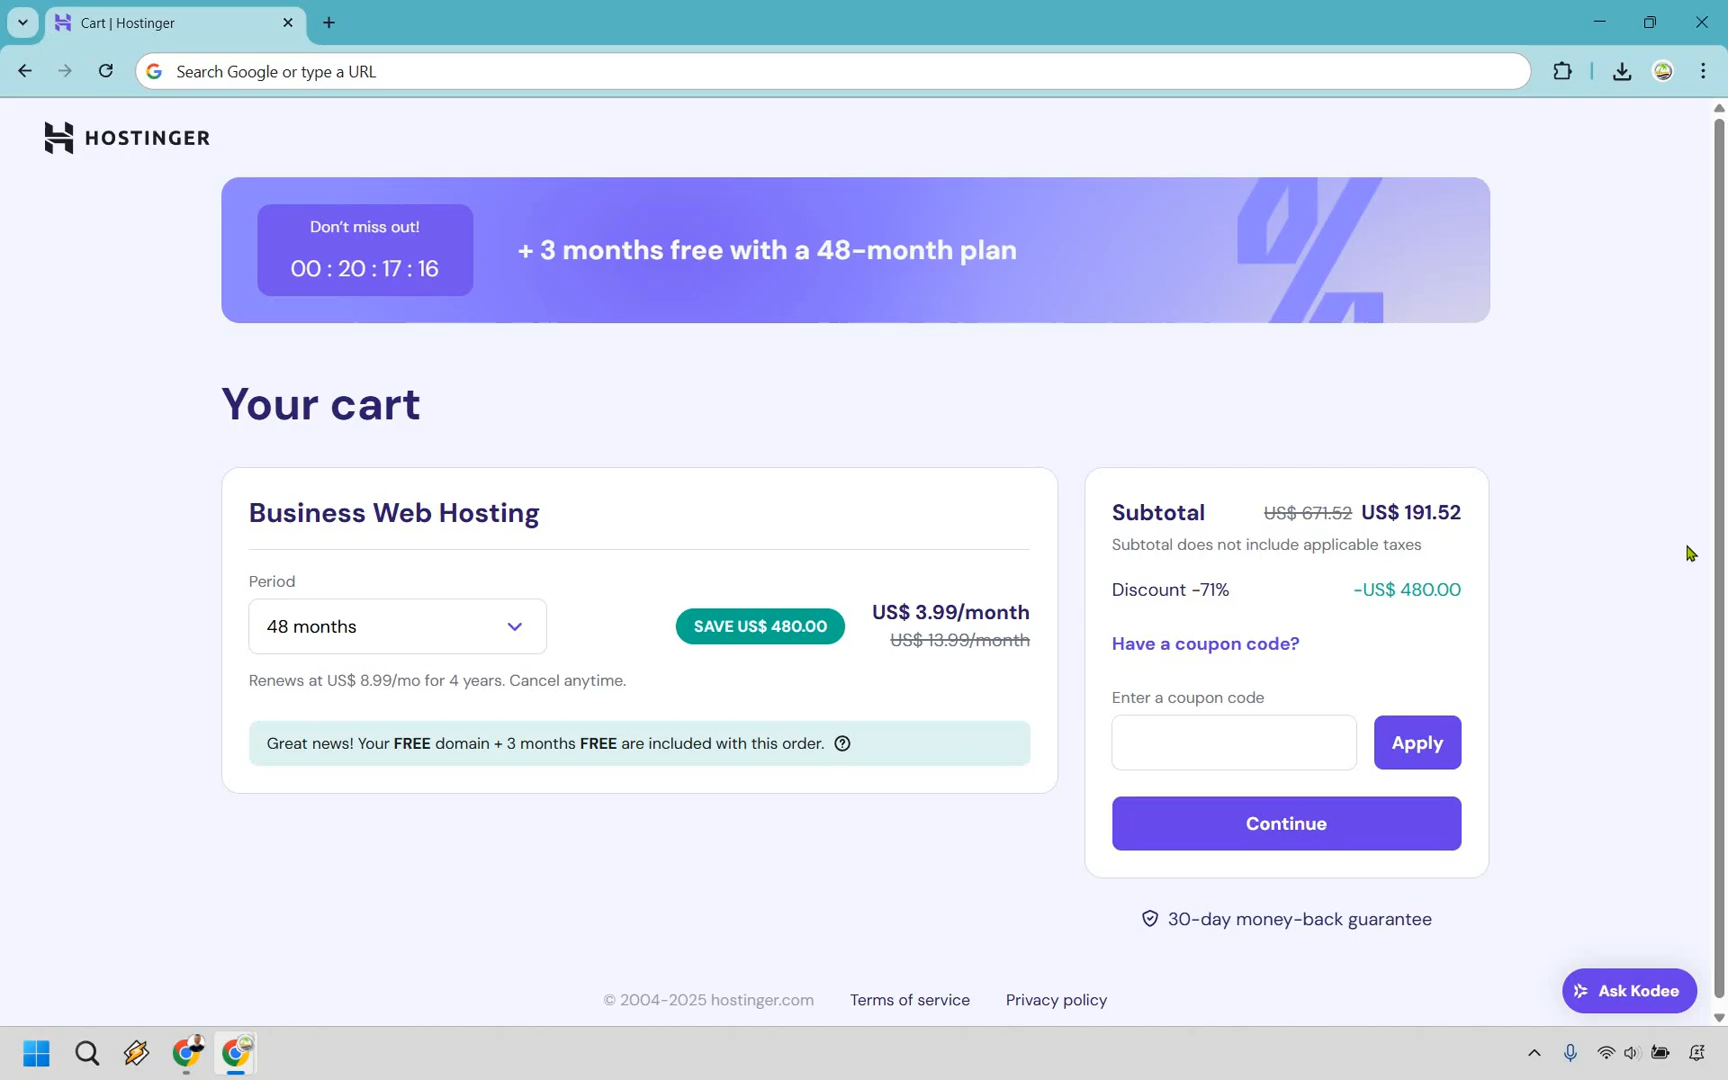 Cart | Hostinger
Search Google or type a URL
HOSTINGER
Don't miss out!
00 : 20 : 17 : 16
+ 3 months free with a 48-month plan
Your cart
Business Web Hosting
Period
48 months
SAVE US$ 480.00
US$ 3.99/month
US$ 13.99/month
Renews at US$ 8.99/mo for 4 years. Cancel anytime.
Great news! Your FREE domain + 3 months FREE are included with this order.
Subtotal US$ 671.52 US$ 191.52
Subtotal does not include applicable taxes
Discount -71% -US$ 480.00
Have a coupon code?
Enter a coupon code
Apply
Continue
30-day money-back guarantee
© 2004-2025 hostinger.com Terms of service Privacy policy
Ask Kodee